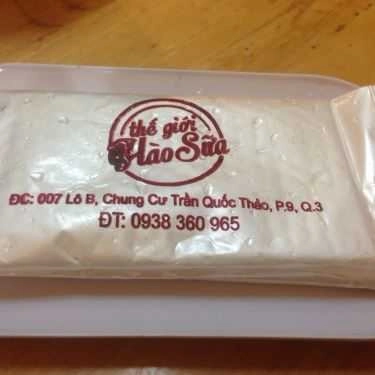 thế giới
Hào Sữa
ĐC: 007 Lô B, Chung Cư Trần Quốc Thảo, P.9, Q.3
ĐT: 0938 360 965